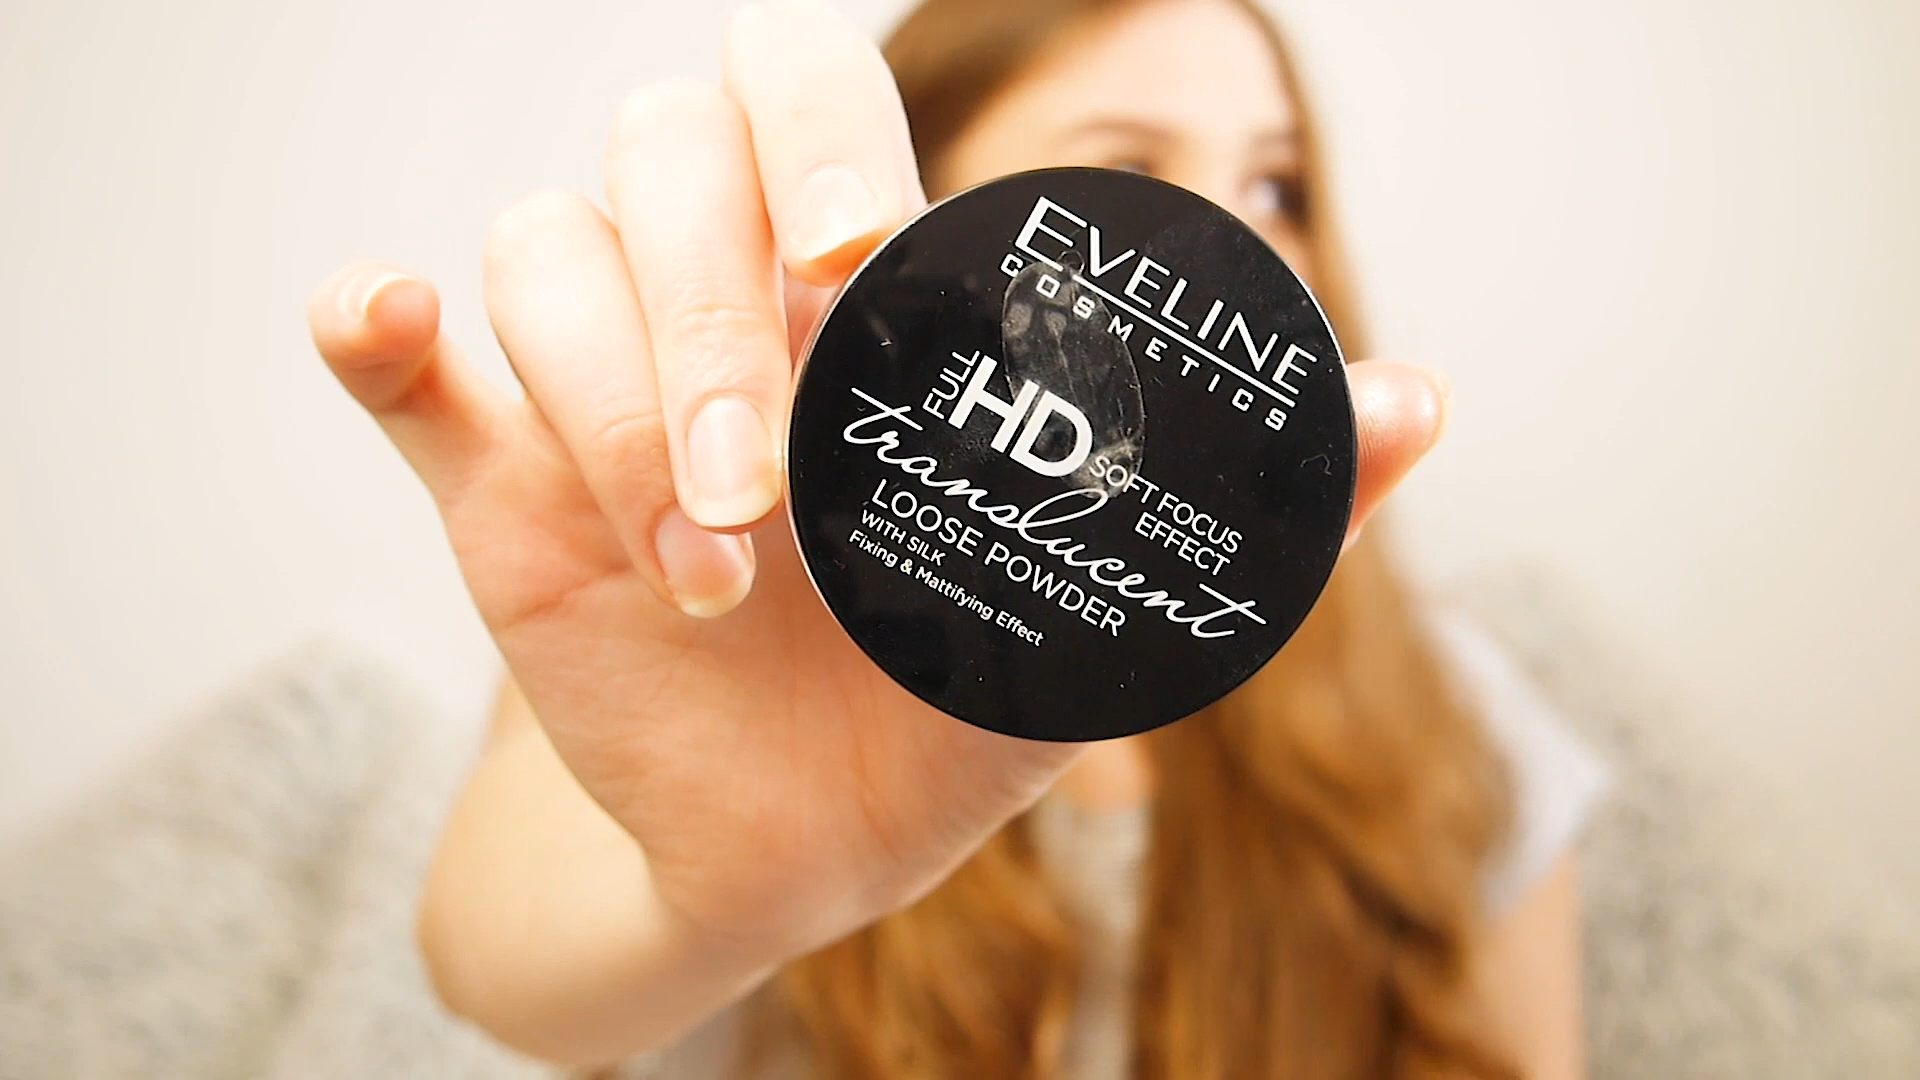 EVELINE
COSMETICS
FULL HD
SOFT FOCUS
EFFECT
translucent
LOOSE POWDER
WITH SILK
Fixing & Mattifying Effect